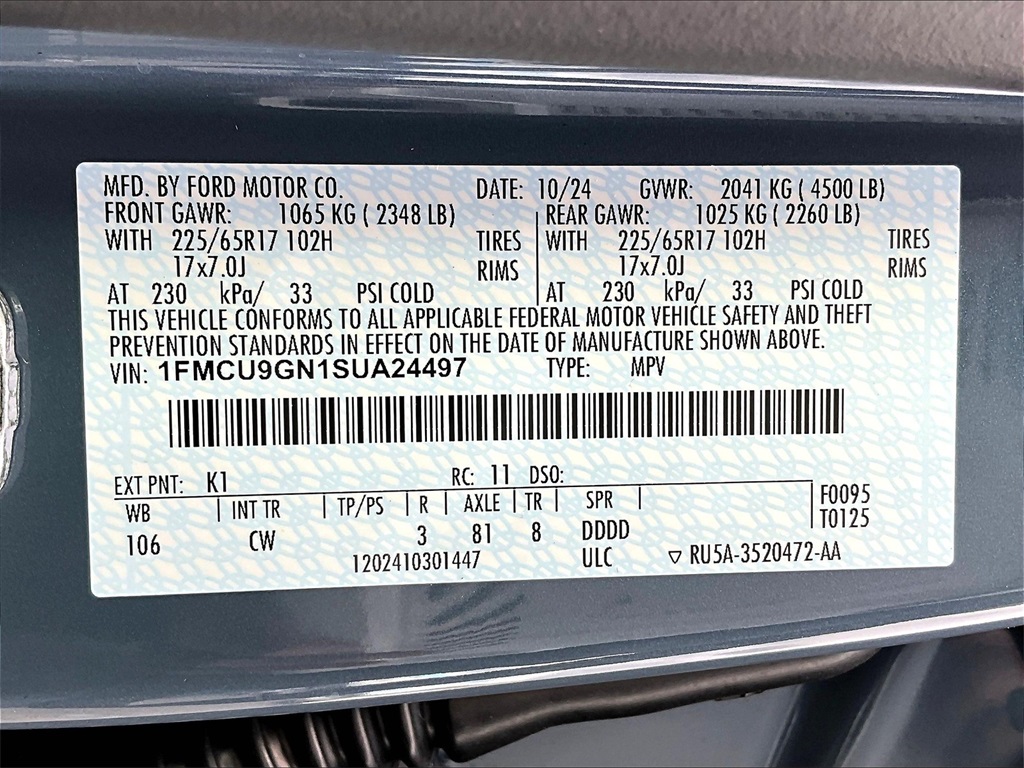 MFD. BY FORD MOTOR CO. DATE: 10/24 GVWR: 2041 KG ( 4500 LB)
FRONT GAWR: 1065 KG ( 2348 LB) REAR GAWR: 1025 KG ( 2260 LB)
WITH 225/65R17 102H TIRES WITH 225/65R17 102H TIRES
17x7.0J RIMS 17x7.0J RIMS
AT 230 kPa/ 33 PSI COLD AT 230 kPa/ 33 PSI COLD
THIS VEHICLE CONFORMS TO ALL APPLICABLE FEDERAL MOTOR VEHICLE SAFETY AND THEFT
PREVENTION STANDARDS IN EFFECT ON THE DATE OF MANUFACTURE SHOWN ABOVE.
VIN: 1FMCU9GN1SUA24497 TYPE: MPV
EXT PNT: K1 RC: 11 DSO:
WB INT TR TP/PS R AXLE TR SPR F0095
106 CW 3 81 8 DDDD T0125
1202410301447 ULC ▽ RU5A-3520472-AA